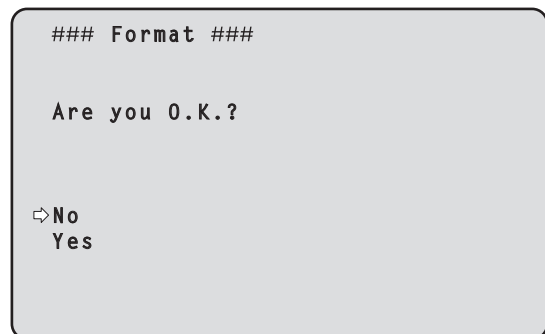 ### Format ###
Are you O.K.?
⇨No
Yes